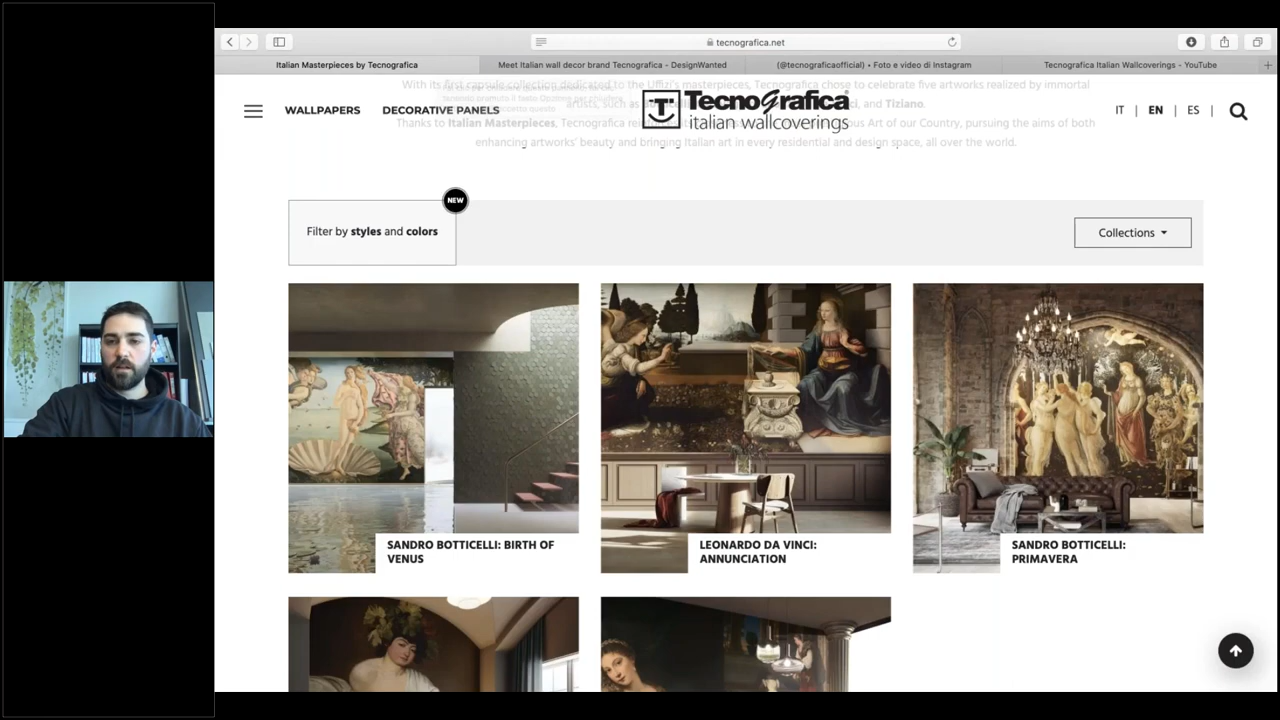 tecnografica.net
Italian Masterpieces by Tecnografica
Meet Italian wall decor brand Tecnografica - DesignWanted
(@tecnograficaofficial) • Foto e video di Instagram
Tecnografica Italian Wallcoverings - YouTube
With its first capsule collection dedicated to the Uffizi's masterpieces, Tecnografica chose to celebrate five artworks realized by immortal
artists, such as
and Tiziano.
WALLPAPERS
DECORATIVE PANELS
Tecnografica
italian wallcoverings
IT | EN | ES |
Thanks to Italian Masterpieces, Tecnografica
Art of our Country, pursuing the aims of both
enhancing artworks' beauty and bringing Italian art in every residential and design space, all over the world.
NEW
Filter by styles and colors
Collections
SANDRO BOTTICELLI: BIRTH OF
VENUS
LEONARDO DA VINCI:
ANNUNCIATION
SANDRO BOTTICELLI:
PRIMAVERA